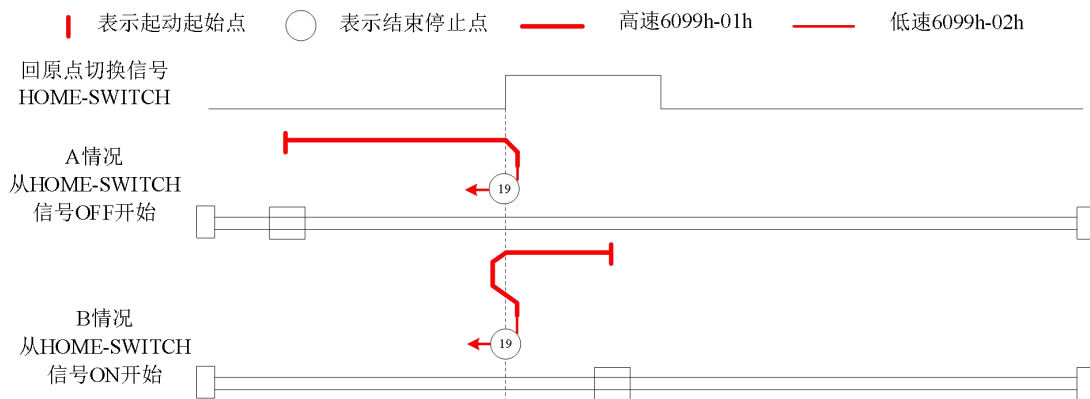 表示起动起始点 表示结束停止点 高速6099h-01h 低速6099h-02h
回原点切换信号
HOME-SWITCH
A情况
从HOME-SWITCH
信号OFF开始
19
B情况
从HOME-SWITCH
信号ON开始
19